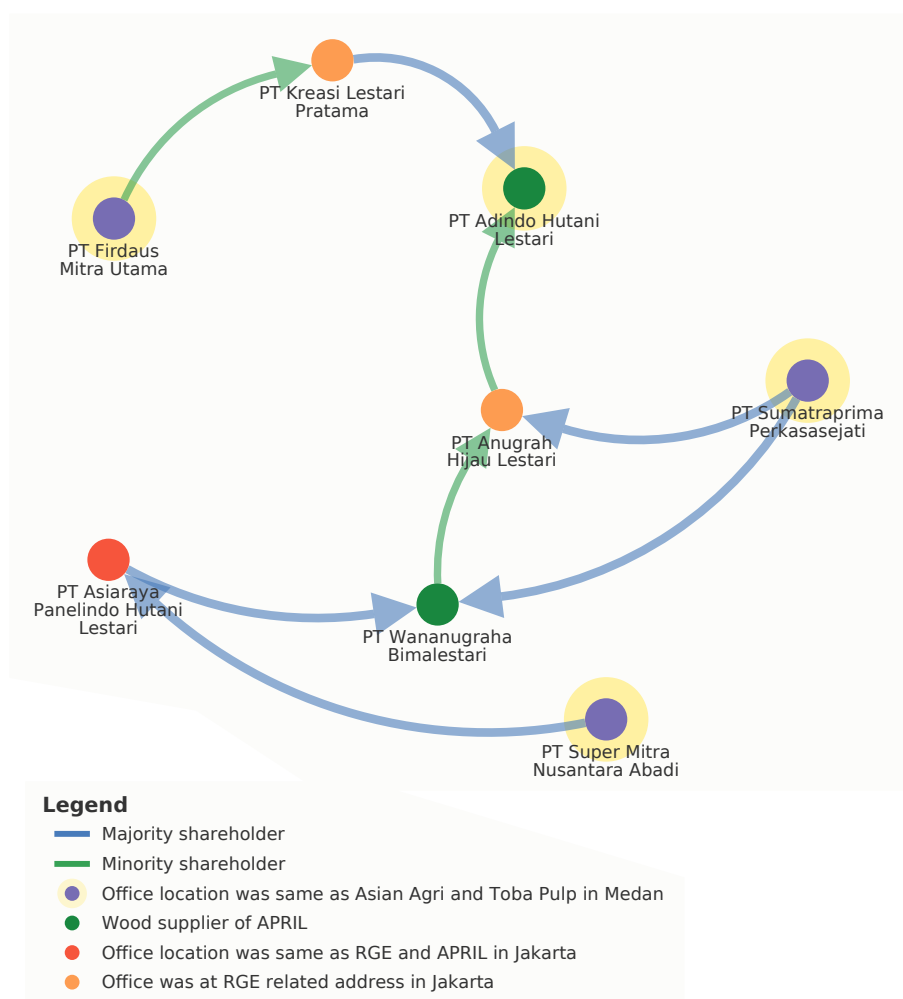 PT Kreasi Lestari
Pratama
PT Adindo Hutani
Lestari
PT Firdaus
Mitra Utama
PT Sumatraprima
Perkasasejati
PT Anugrah
Hijau Lestari
PT Asiaraya
Panelindo Hutani
Lestari
PT Wananugraha
Bimalestari
PT Super Mitra
Nusantara Abadi
Legend
Majority shareholder
Minority shareholder
Office location was same as Asian Agri and Toba Pulp in Medan
Wood supplier of APRIL
Office location was same as RGE and APRIL in Jakarta
Office was at RGE related address in Jakarta